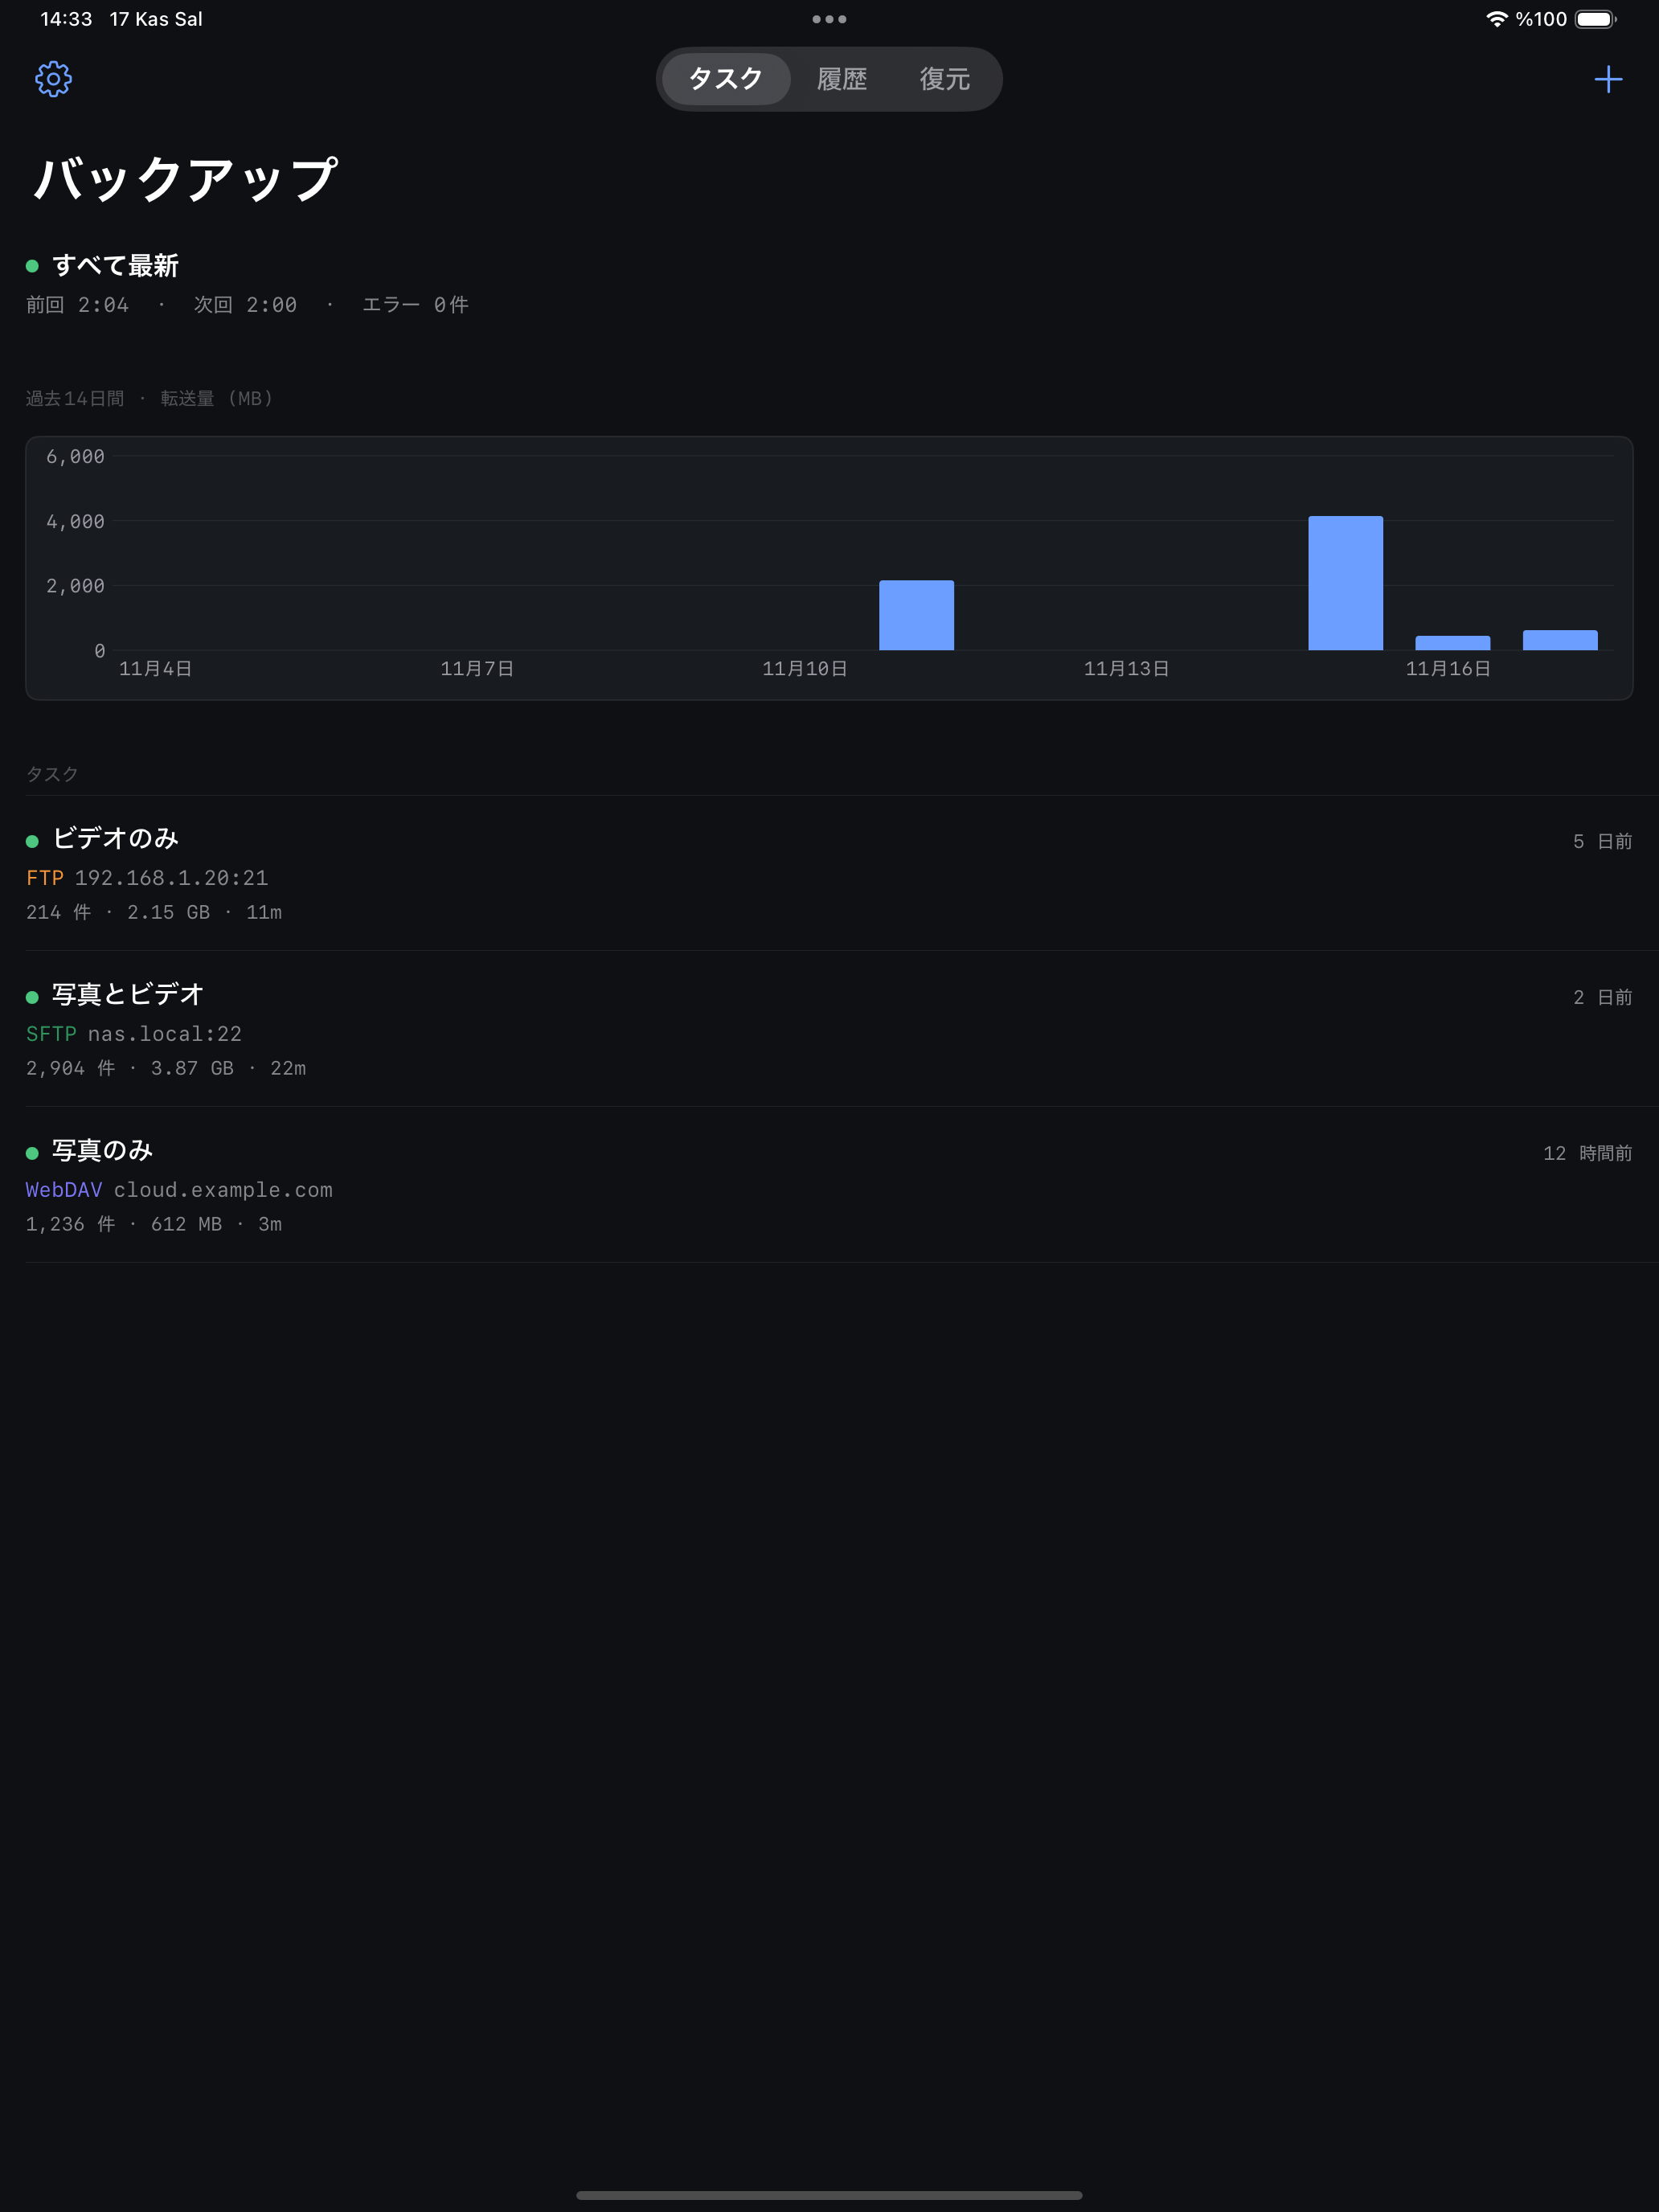 14:33 17 Kas Sal
%100
タスク 履歴 復元
バックアップ
すべて最新
前回 2:04 · 次回 2:00 · エラー 0件
過去14日間 · 転送量 (MB)
6,000
4,000
2,000
0
11月4日 11月7日 11月10日 11月13日 11月16日
タスク
ビデオのみ 5 日前
FTP 192.168.1.20:21
214 件 · 2.15 GB · 11m
写真とビデオ 2 日前
SFTP nas.local:22
2,904 件 · 3.87 GB · 22m
写真のみ 12 時間前
WebDAV cloud.example.com
1,236 件 · 612 MB · 3m